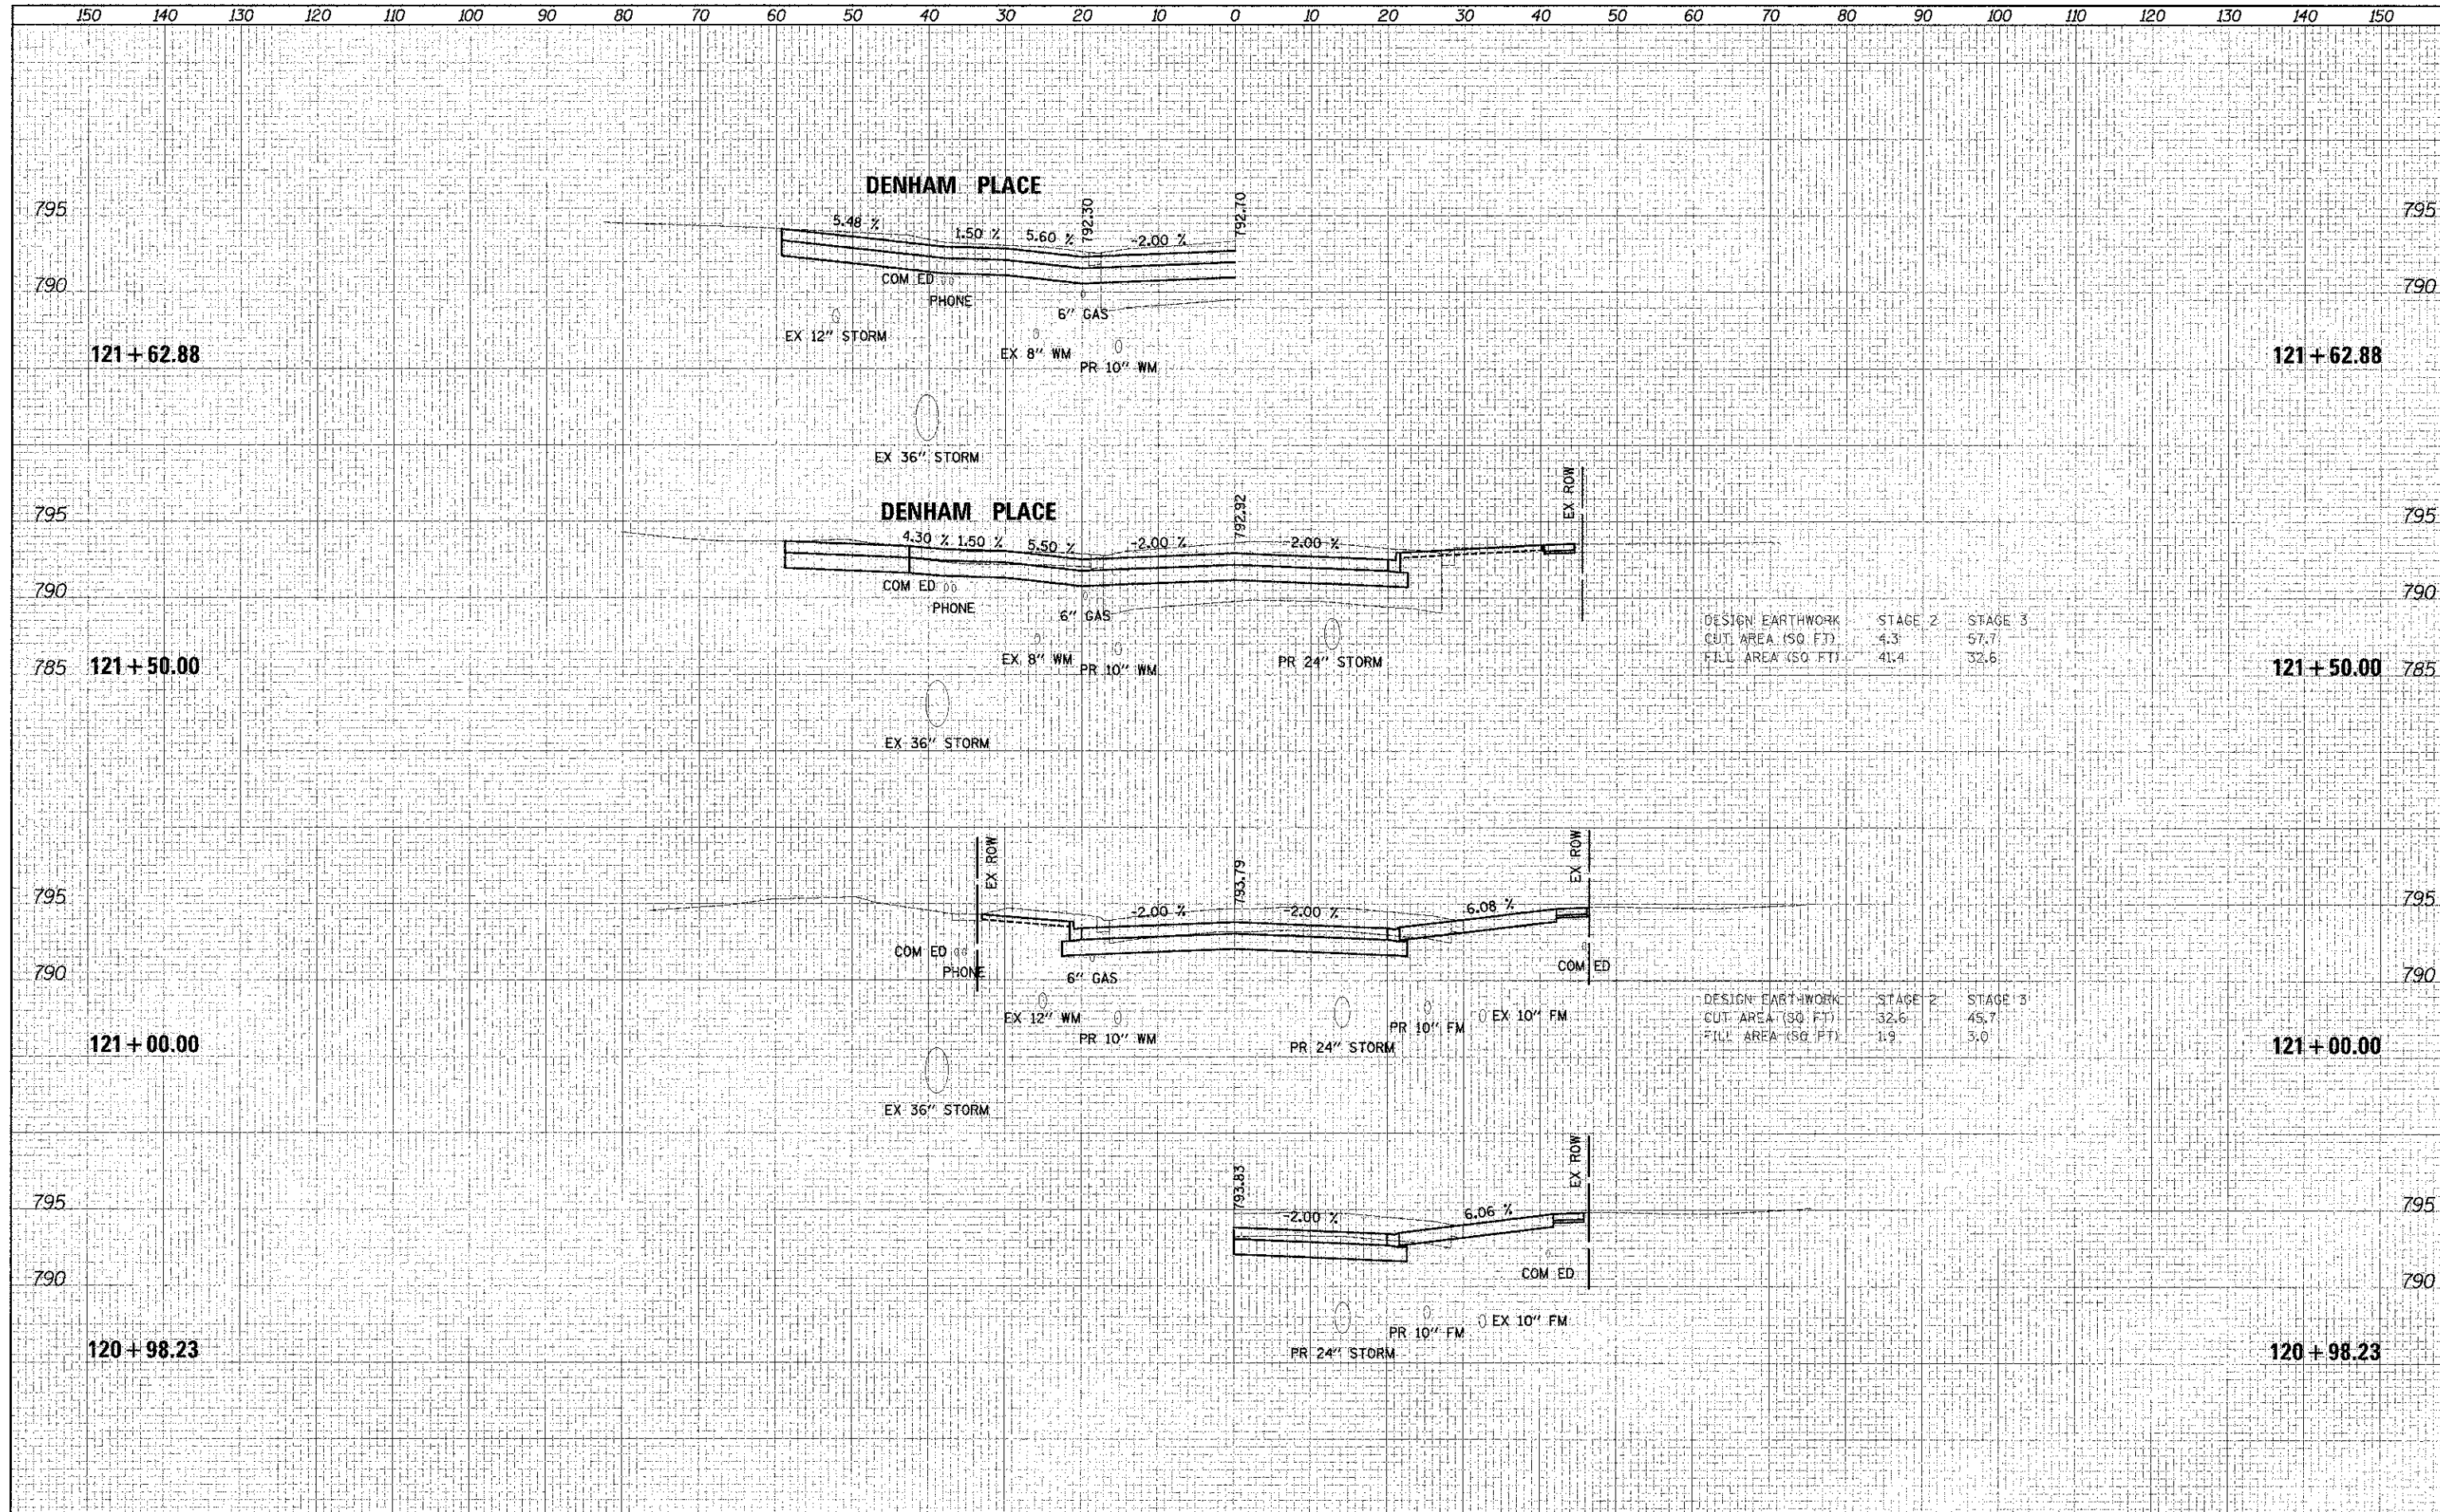 150 140 130 120 110 100 90 80 70 60 50 40 30 20 10 0 10 20 30 40 50 60 70 80 90 100 110 120 130 140 150
DENHAM PLACE
795 5.48 % 1.50 % 5.60 % 792.30 -2.00 % 792.70 795
790 COM ED 790
PHONE
6" GAS
EX 12" STORM
121+62.88 EX 8" WM 121+62.88
PR 10" WM
EX 36" STORM
EX ROW
DENHAM PLACE
795 792.92 795
4.30 % 1.50 % 5.50 % -2.00 % -2.00 %
790 COM ED 790
PHONE
6" GAS
DESIGN EARTHWORK STAGE 2 STAGE 3
CUT AREA (SQ FT) 4.3 57.7
FILL AREA (SQ FT) 41.4 32.6
785 121+50.00 EX 8" WM PR 10" WM PR 24" STORM 121+50.00 785
EX 36" STORM
EX ROW EX ROW
795 793.79 795
-2.00 % -2.00 % 6.08 %
COM ED COM ED
790 PHONE 6" GAS 790
DESIGN EARTHWORK STAGE 2 STAGE 3
CUT AREA (SQ FT) 32.6 45.7
FILL AREA (SQ FT) 1.9 3.0
EX 12" WM PR 10" FM EX 10" FM
PR 10" WM
121+00.00 PR 24" STORM 121+00.00
EX 36" STORM
EX ROW
795 793.83 795
-2.00 % 6.06 %
790 COM ED 790
PR 10" FM EX 10" FM
120+98.23 PR 24" STORM 120+98.23